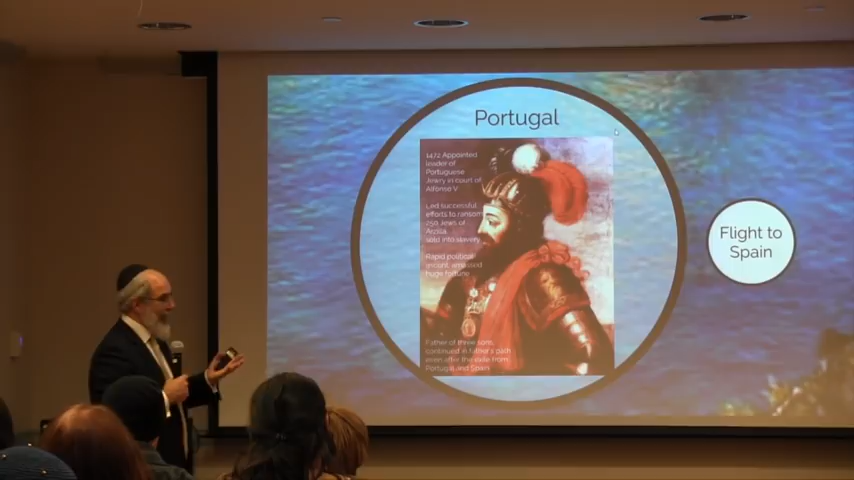 Portugal
1472 Appointed
leader of
Portuguese
Jewry in court of
Alfonso V
Led successful
efforts to ransom
250 Jews of
Arzila
sold into slavery
Rapid political
ascent, amassed
huge fortune
Father of three sons,
continued in father's path
even after the exile from
Portugal and Spain
Flight to
Spain